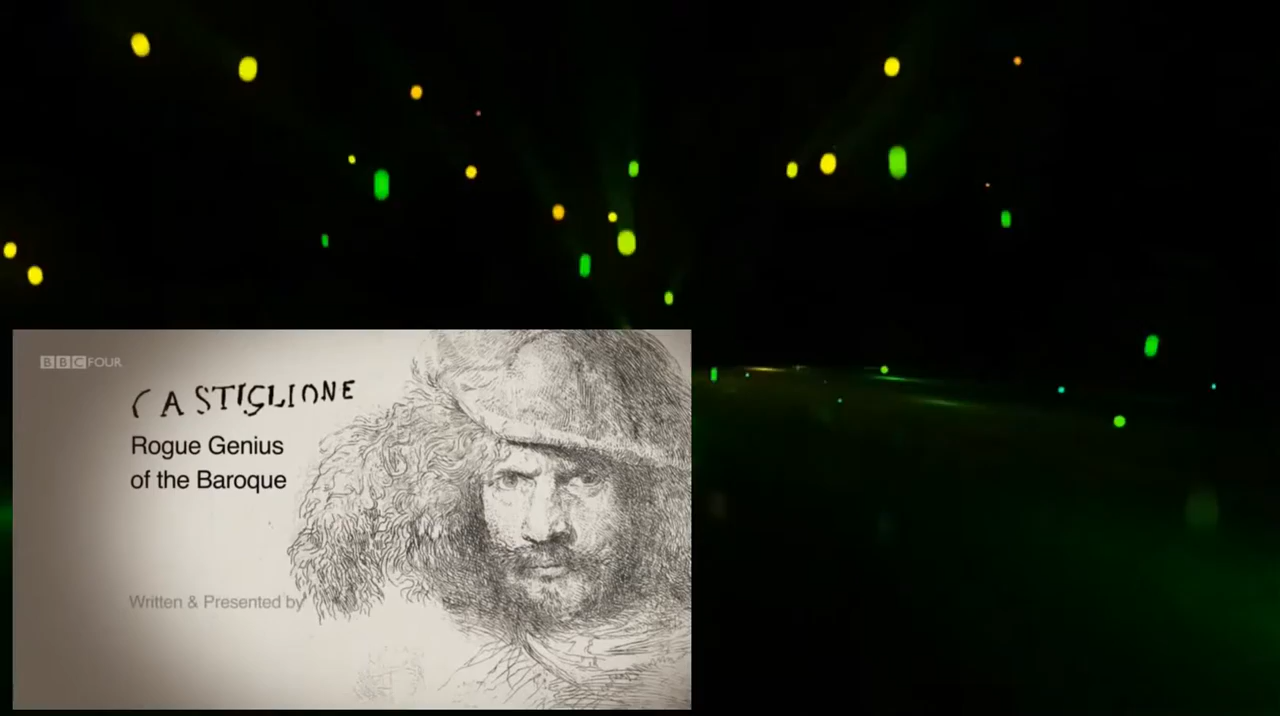 BBC FOUR
CASTIGLIONE
Rogue Genius
of the Baroque
Written & Presented by